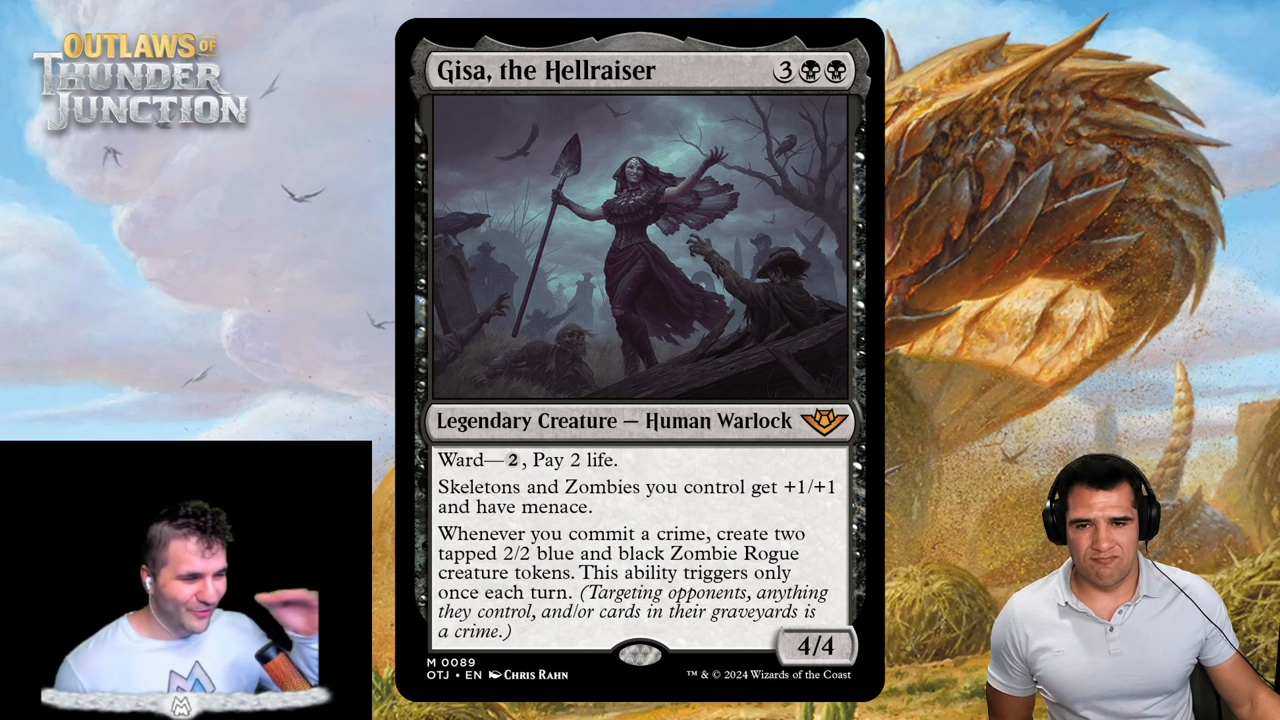 OUTLAWS OF
THUNDER
JUNCTION
Gisa, the Hellraiser
3
Legendary Creature — Human Warlock
Ward—2, Pay 2 life.
Skeletons and Zombies you control get +1/+1
and have menace.
Whenever you commit a crime, create two
tapped 2/2 blue and black Zombie Rogue
creature tokens. This ability triggers only
once each turn. (Targeting opponents, anything
they control, and/or cards in their graveyards is
a crime.)
4/4
M 0089
OTJ • EN Chris Rahn
™ & © 2024 Wizards of the Coast